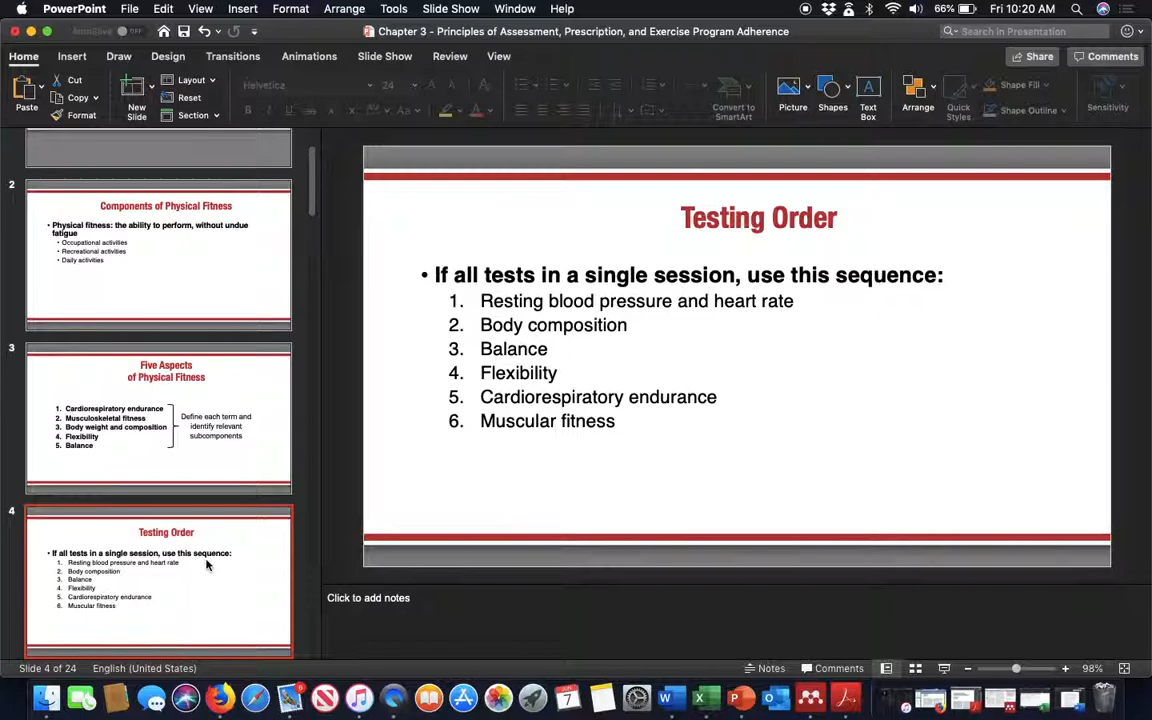 PowerPoint File Edit View Insert Format Arrange Tools Slide Show Window Help 66% Fri 10:20 AM
AutoSave OFF Chapter 3 - Principles of Assessment, Prescription, and Exercise Program Adherence Search in Presentation
Home Insert Draw Design Transitions Animations Slide Show Review View Share Comments
Paste Cut Copy Format
New Slide Layout Reset Section
Helvetica 24
Convert to SmartArt
Picture Shapes Text Box Arrange Quick Styles Shape Fill Shape Outline Sensitivity
2
Components of Physical Fitness
• Physical fitness: the ability to perform, without undue
fatigue
• Occupational activities
• Recreational activities
• Daily activities
3
Five Aspects
of Physical Fitness
1. Cardiorespiratory endurance
2. Musculoskeletal fitness
3. Body weight and composition
4. Flexibility
5. Balance
Define each term and
identify relevant
subcomponents
4
Testing Order
• If all tests in a single session, use this sequence:
1. Resting blood pressure and heart rate
2. Body composition
3. Balance
4. Flexibility
5. Cardiorespiratory endurance
6. Muscular fitness
Testing Order
• If all tests in a single session, use this sequence:
1. Resting blood pressure and heart rate
2. Body composition
3. Balance
4. Flexibility
5. Cardiorespiratory endurance
6. Muscular fitness
Click to add notes
Slide 4 of 24 English (United States) Notes Comments 98%